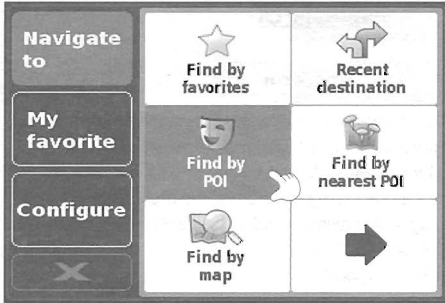 Navigate
to
My
favorite
Configure
X
Find by
favorites
Recent
destination
Find by
POI
Find by
nearest POI
Find by
map